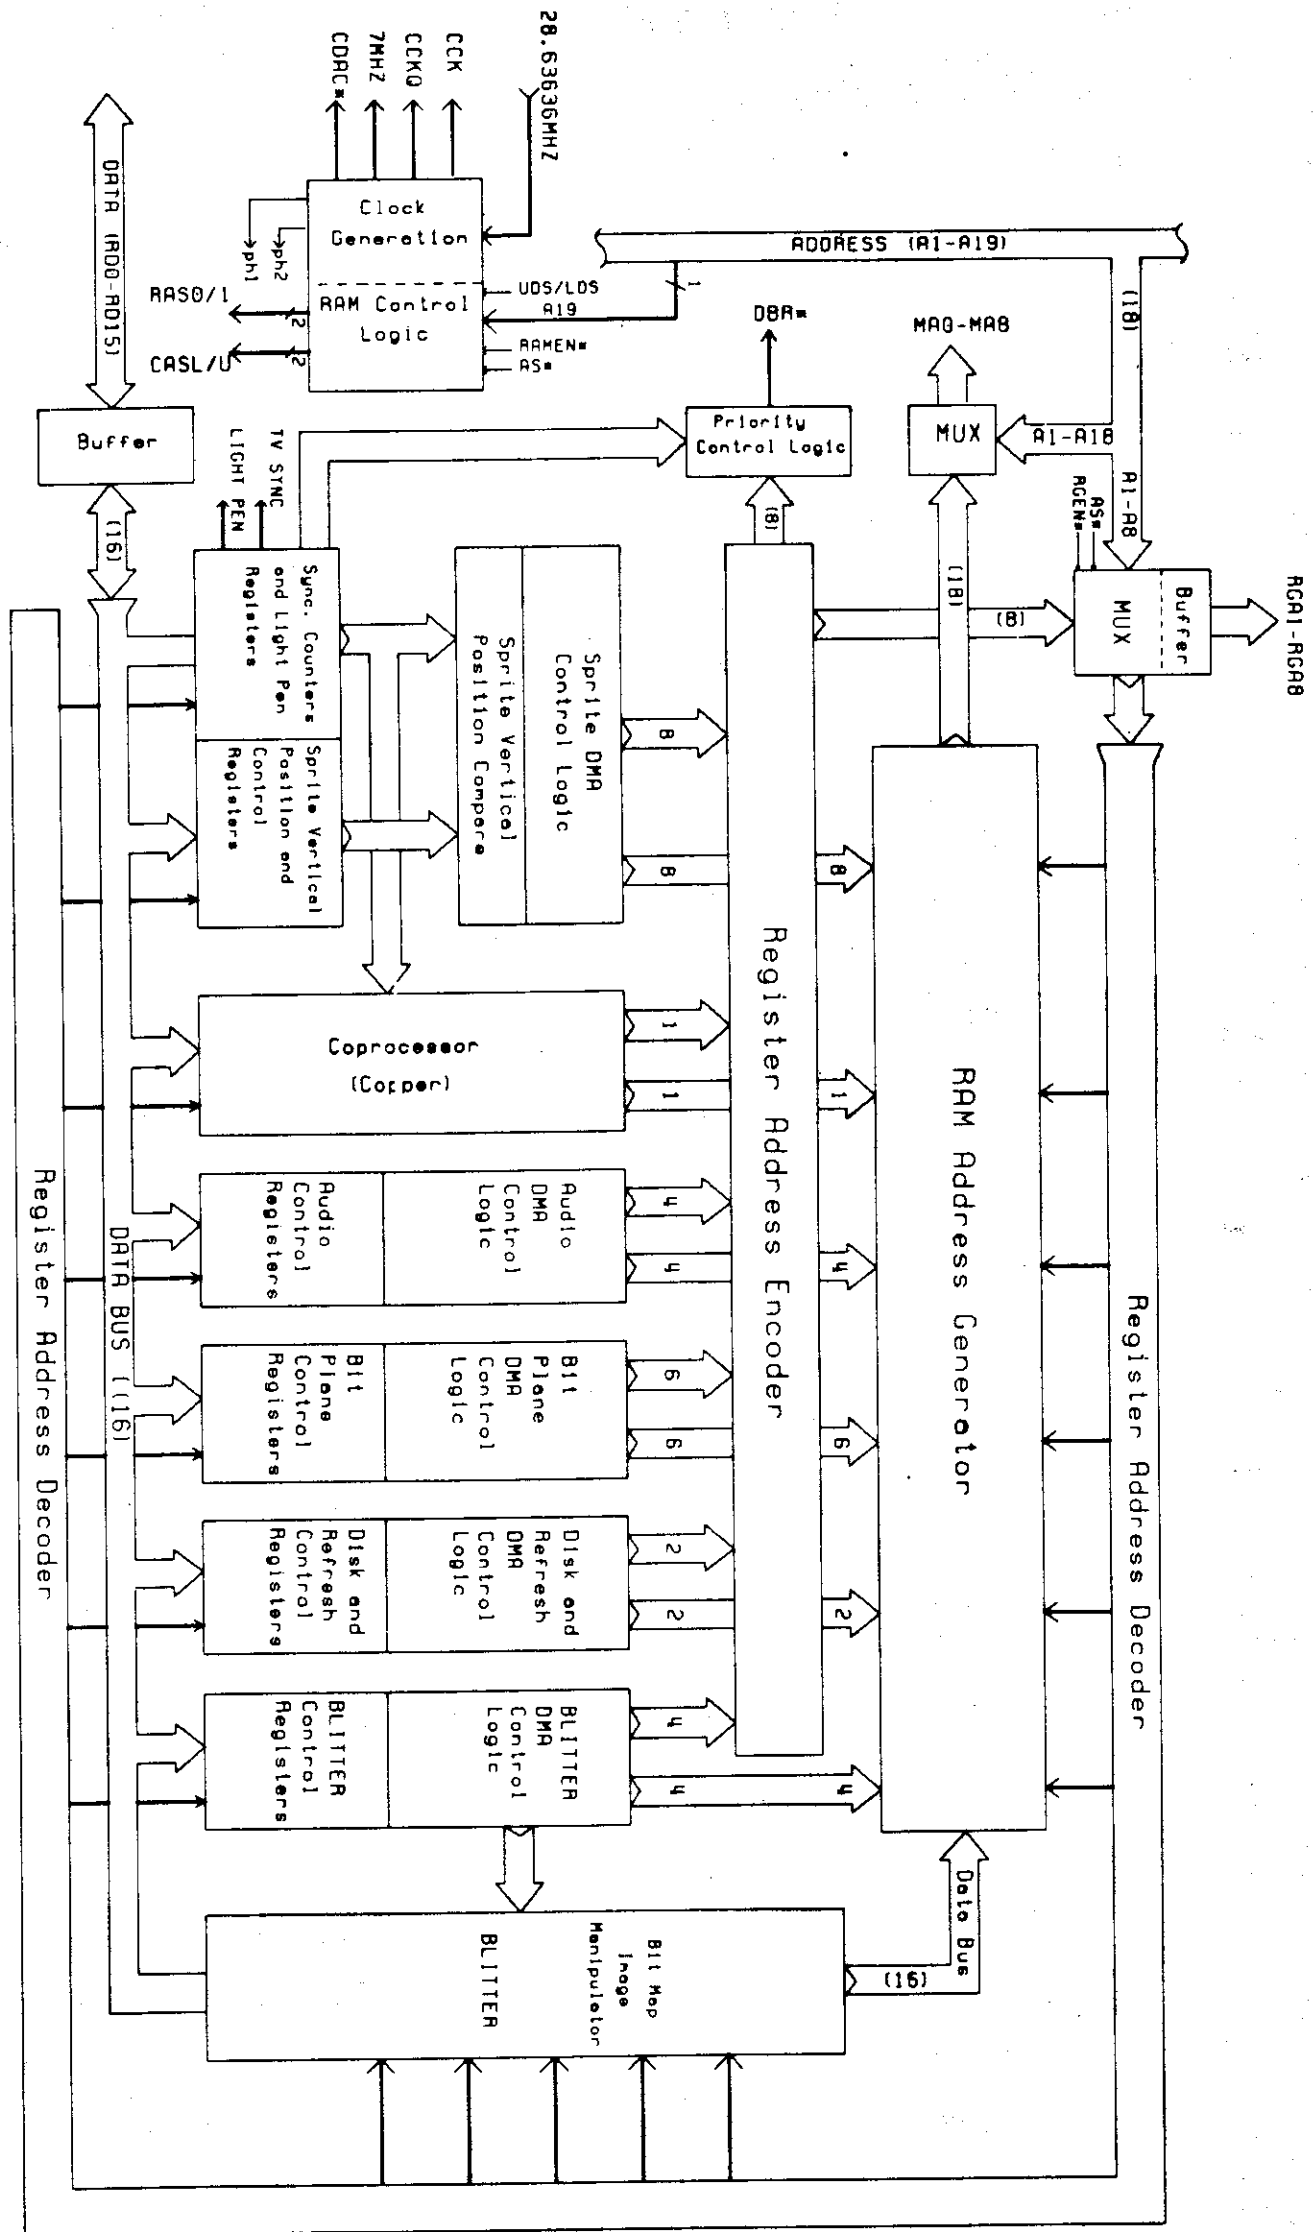 28.63636MHZ
CCK
CCKQ
7MHZ
CDAC*
Clock
Generation
ph1
ph2
RAM Control
Logic
RAS0/1
2
CASL/U
2
UDS/LDS
A19
1
RAMEN*
AS*
ADDRESS (A1-A19)
(18)
DBR*
MA0-MA8
MUX
A1-A18
A1-A8
AS*
RGEN*
MUX
Buffer
RGA1-RGA8
Priority
Control Logic
(8)
(18)
(8)
DATA (RD0-RD15)
Buffer
(16)
TV SYNC
LIGHT PEN
Sync. Counters
and Light Pen
Registers
Sprite Vertical
Position and
Control
Registers
Sprite DMA
Control Logic
Sprite Vertical
Position Compare
8
8
8
Coprocessor
(Copper)
1
1
1
Audio
DMA
Control
Logic
Audio
Control
Registers
4
4
4
Bit
Plane
DMA
Control
Logic
Bit
Plane
Control
Registers
6
6
6
Disk and
Refresh
DMA
Control
Logic
Disk and
Refresh
Control
Registers
2
2
2
BLITTER
DMA
Control
Logic
BLITTER
Control
Registers
4
4
4
Register Address Encoder
RAM Address Generator
Register Address Decoder
Register Address Decoder
DATA BUS ((16)
Data Bus
(16)
Bit Map
Image
Manipulator
BLITTER